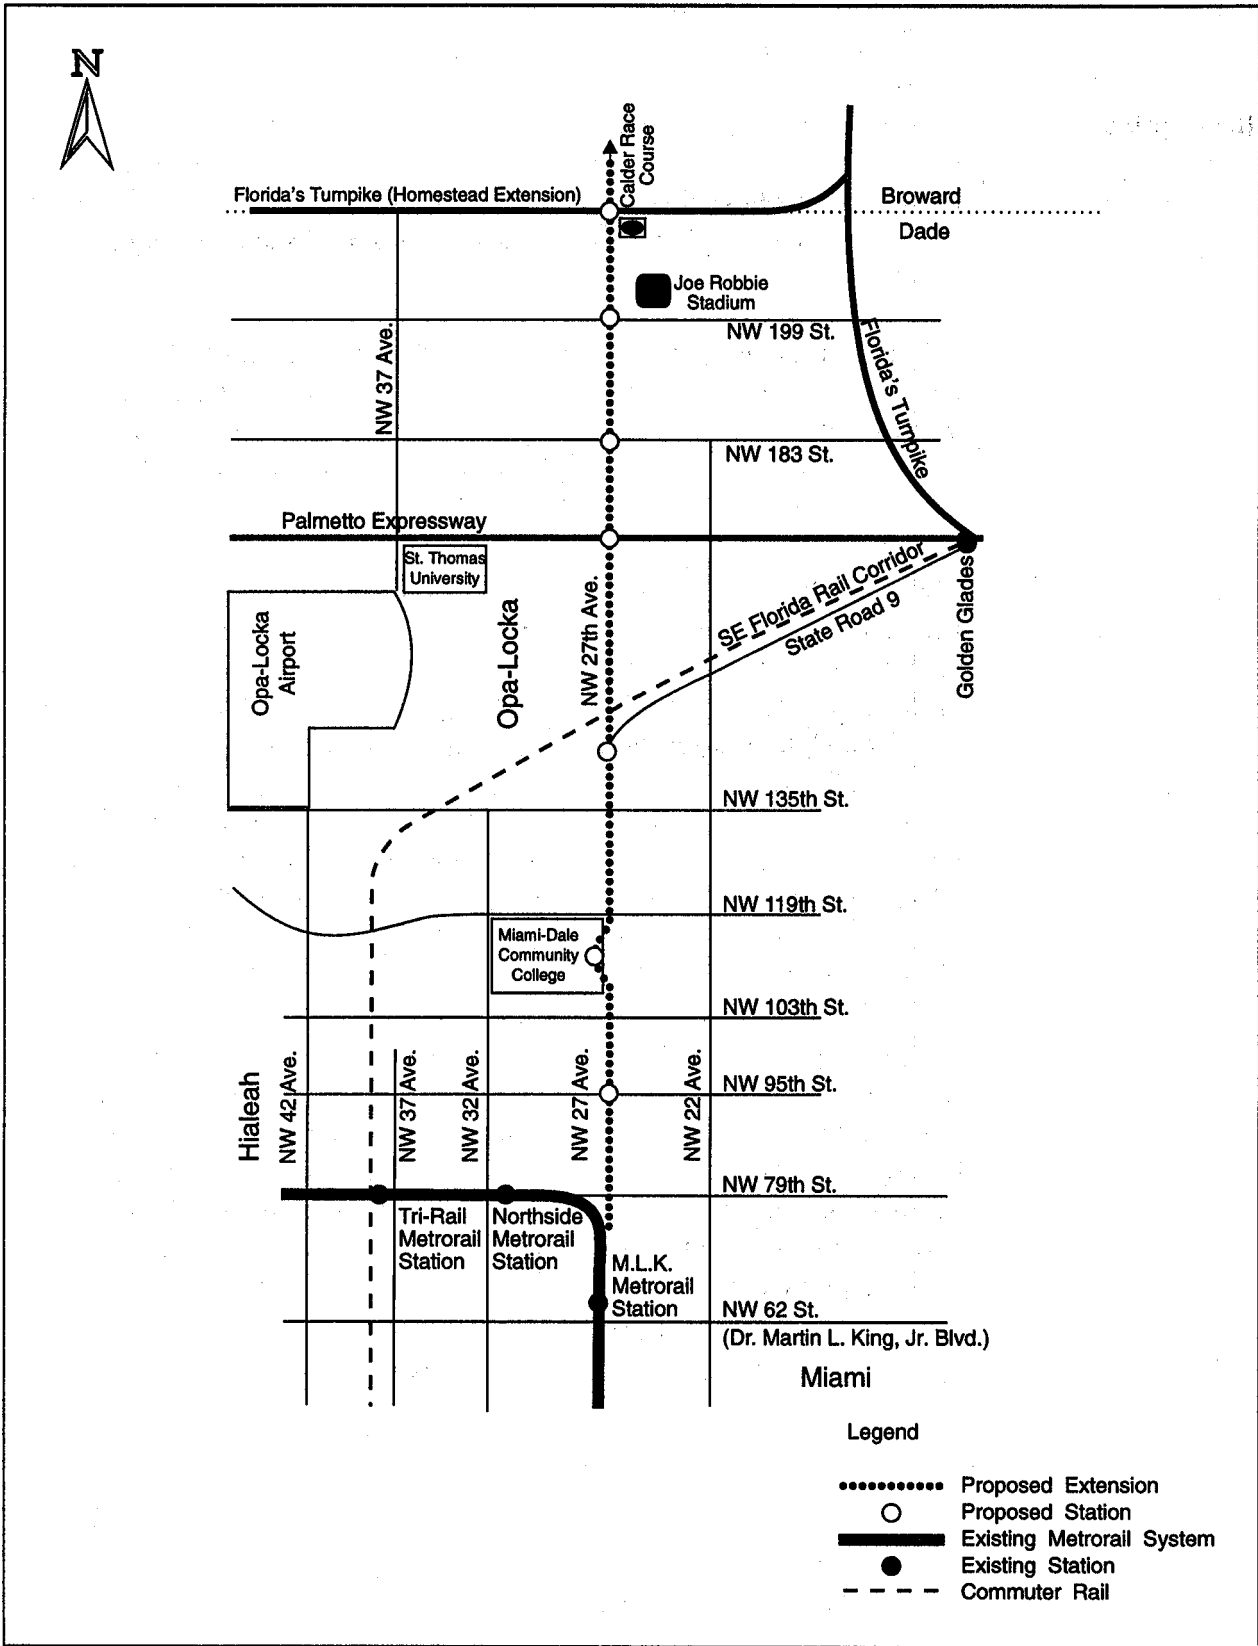 N
Calder Race
Course
Florida's Turnpike (Homestead Extension)
Broward
Dade
Joe Robbie
Stadium
NW 199 St.
NW 37 Ave.
Florida's Turnpike
NW 183 St.
Palmetto Expressway
St. Thomas
University
SE Florida Rail Corridor
State Road 9
Golden Glades
NW 27th Ave.
Opa-Locka
Opa-Locka
Airport
NW 135th St.
NW 119th St.
Miami-Dale
Community
College
NW 103th St.
Hialeah
NW 42 Ave.
NW 37 Ave.
NW 32 Ave.
NW 27 Ave.
NW 22 Ave.
NW 95th St.
NW 79th St.
Tri-Rail
Metrorail
Station
Northside
Metrorail
Station
M.L.K.
Metrorail
Station
NW 62 St.
(Dr. Martin L. King, Jr. Blvd.)
Miami
Legend
Proposed Extension
Proposed Station
Existing Metrorail System
Existing Station
Commuter Rail